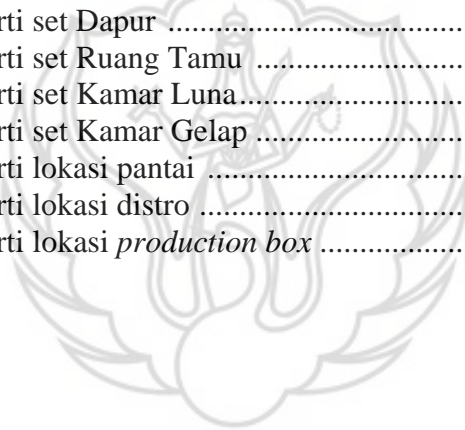 rti set Dapur ....................................
rti set Ruang Tamu .........................
rti set Kamar Luna...........................
rti set Kamar Gelap .........................
rti lokasi pantai ................................
rti lokasi distro .................................
rti lokasi production box ...................